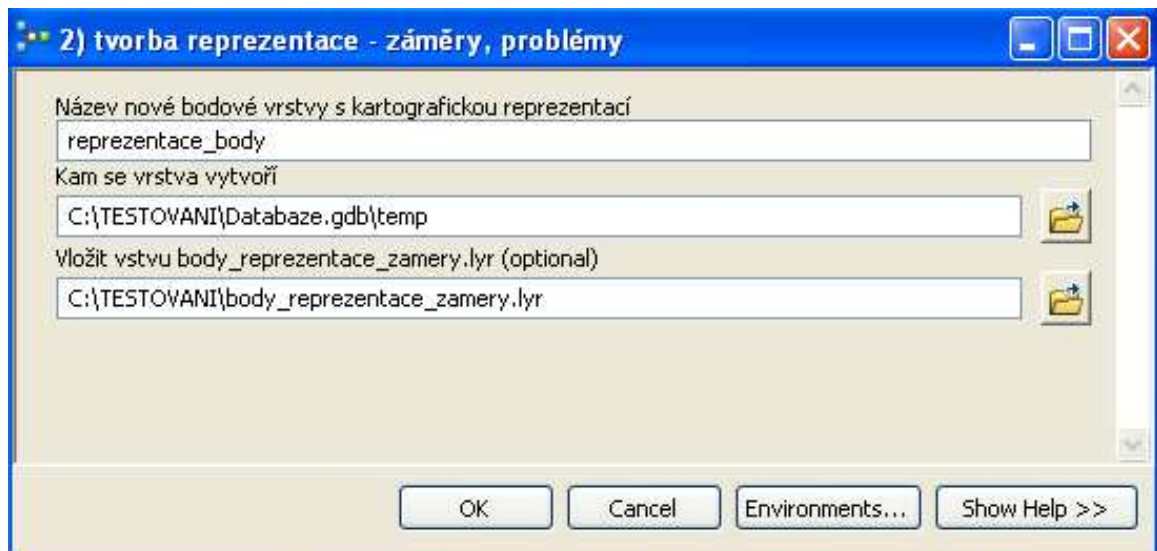 2) tvorba reprezentace - záměry, problémy
Název nové bodové vrstvy s kartografickou reprezentací
reprezentace_body
Kam se vrstva vytvoří
C:\TESTOVANI\Databaze.gdb\temp
Vložit vstvu body_reprezentace_zamery.lyr (optional)
C:\TESTOVANI\body_reprezentace_zamery.lyr
OK Cancel Environments... Show Help >>